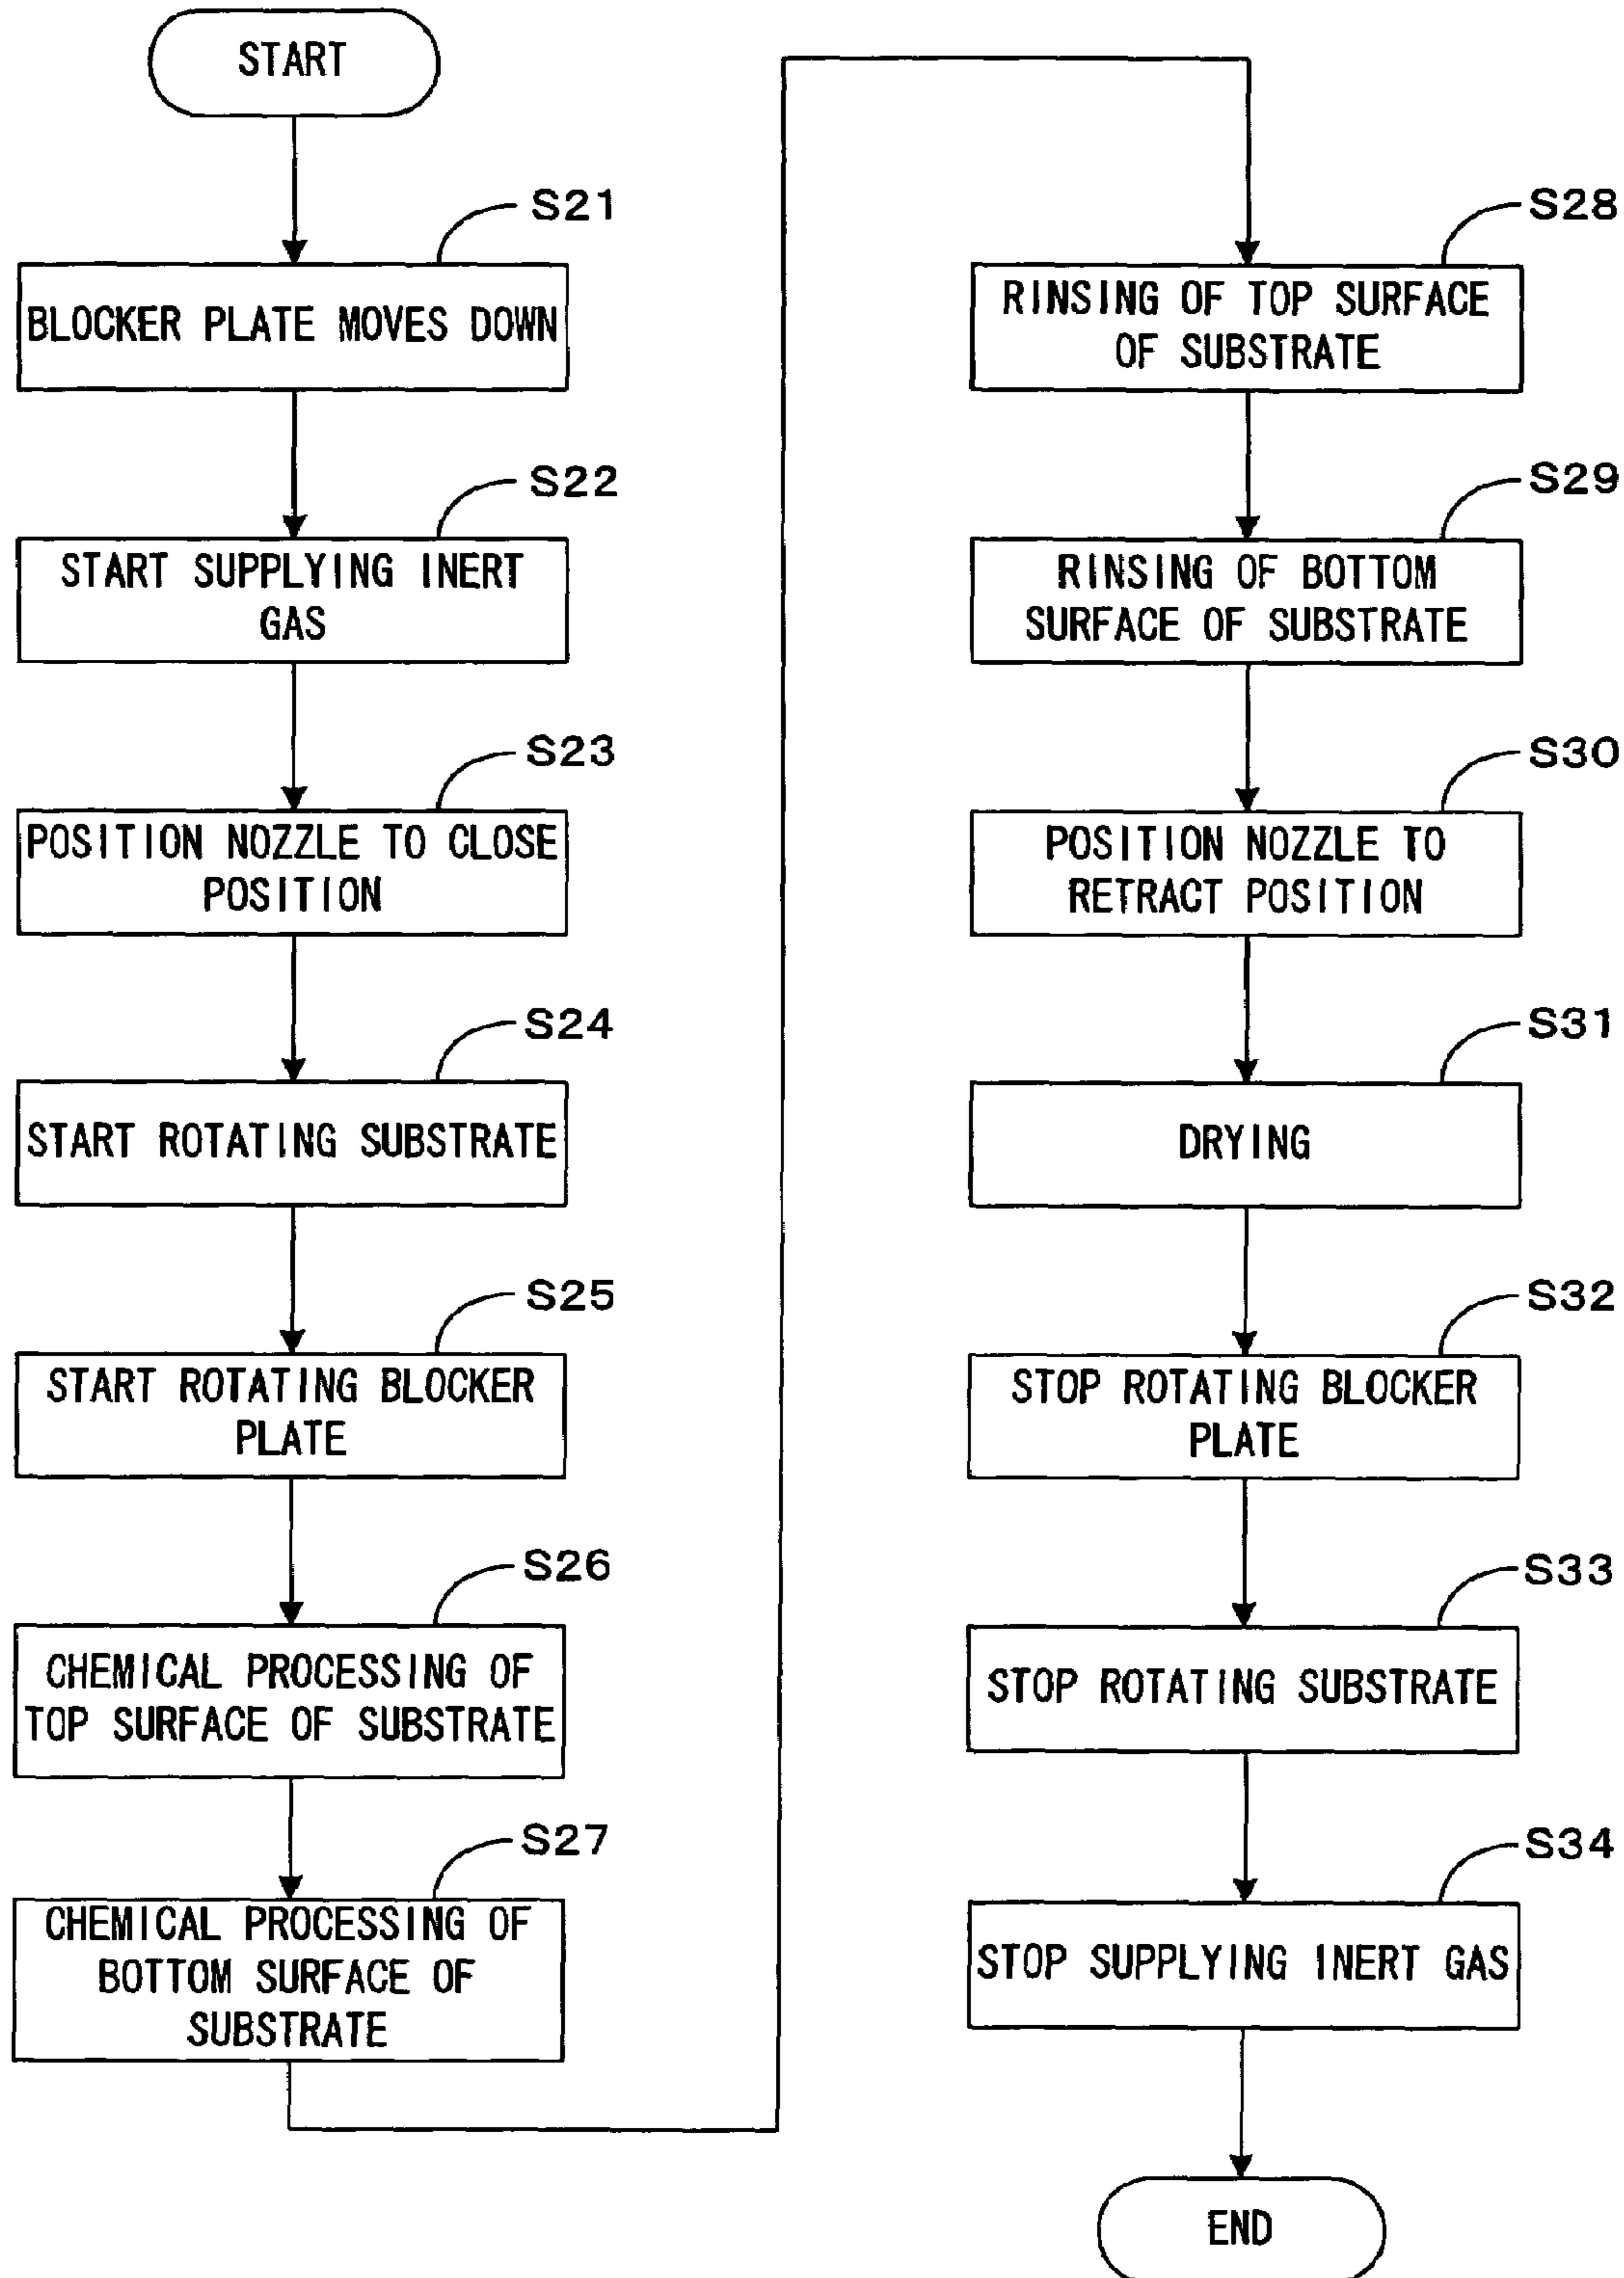 START
S21
BLOCKER PLATE MOVES DOWN
S22
START SUPPLYING INERT
GAS
S23
POSITION NOZZLE TO CLOSE
POSITION
S24
START ROTATING SUBSTRATE
S25
START ROTATING BLOCKER
PLATE
S26
CHEMICAL PROCESSING OF
TOP SURFACE OF SUBSTRATE
S27
CHEMICAL PROCESSING OF
BOTTOM SURFACE OF
SUBSTRATE
S28
RINSING OF TOP SURFACE
OF SUBSTRATE
S29
RINSING OF BOTTOM
SURFACE OF SUBSTRATE
S30
POSITION NOZZLE TO
RETRACT POSITION
S31
DRYING
S32
STOP ROTATING BLOCKER
PLATE
S33
STOP ROTATING SUBSTRATE
S34
STOP SUPPLYING INERT GAS
END